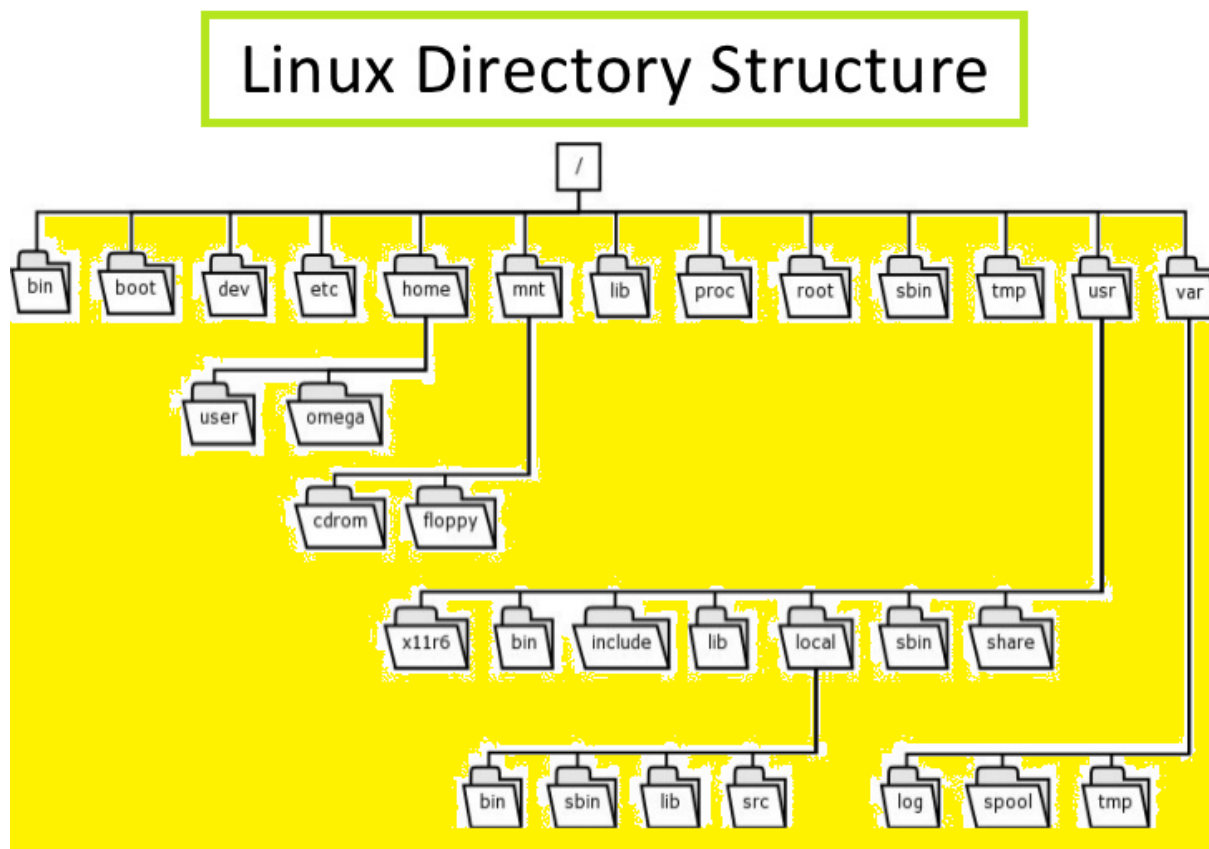 Linux Directory Structure
/
bin boot dev etc home mnt lib proc root sbin tmp usr var
user omega
cdrom floppy
x11r6 bin include lib local sbin share
bin sbin lib src log spool tmp